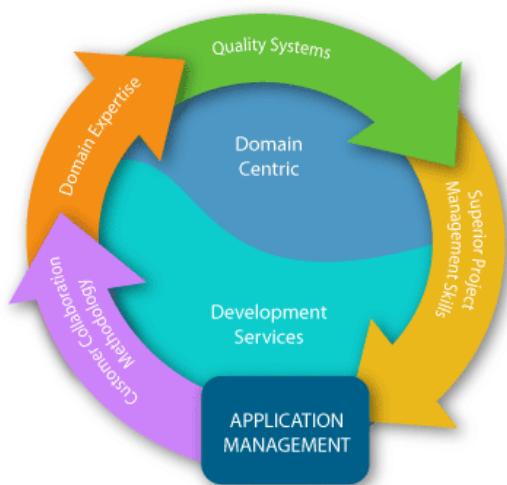 Quality Systems
Domain Expertise
Domain
Centric
Superior Project
Management Skills
Development
Services
Customer Collaboration
Methodology
APPLICATION
MANAGEMENT